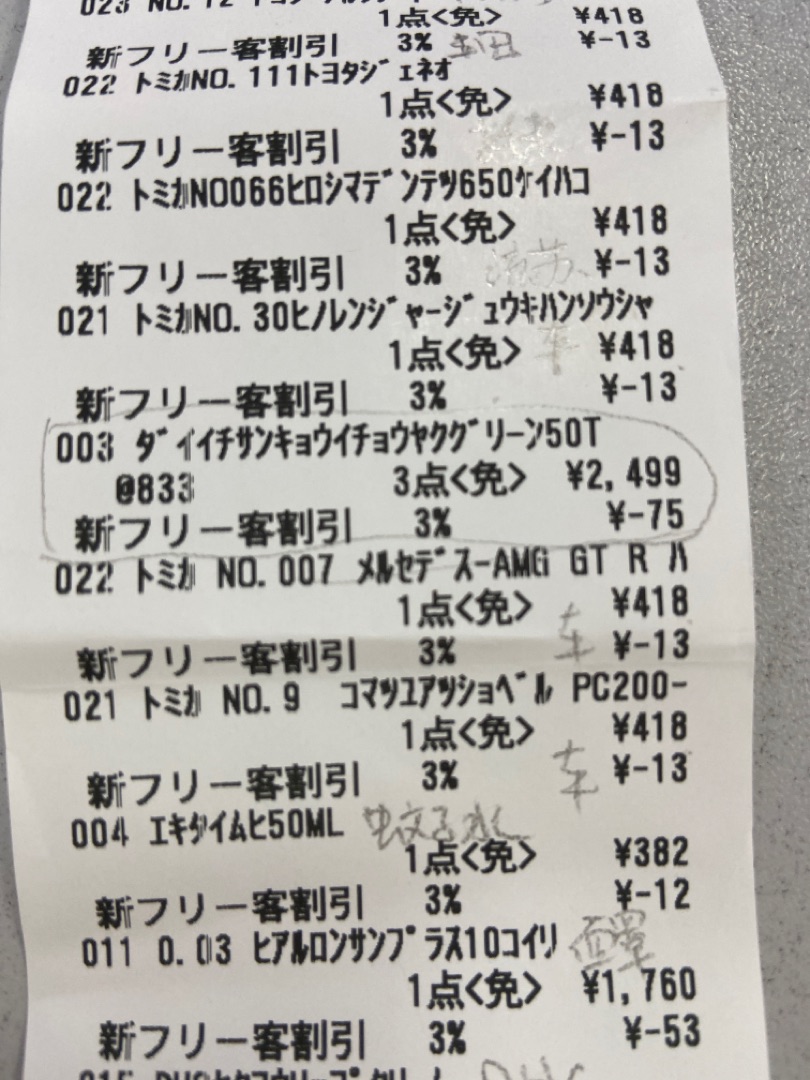 1点<免> ¥418
新フリー客割引 3% ¥-13
022 トミカNO.111トヨタジェネオ
1点<免> ¥418
新フリー客割引 3% ¥-13
022 トミカNO066ヒロシマデンテツ650ケイハコ
1点<免> ¥418
新フリー客割引 3% ¥-13
021 トミカNO.30ヒノレンジャージュウキハンソウシャ
1点<免> 车 ¥418
新フリー客割引 3% ¥-13
003 ダイイチサンキョウイチョウヤクグリーン50T
@833 3点<免> ¥2,499
新フリー客割引 3% ¥-75
022 トミカ NO.007 メルセデスーAMG GT R ハ
1点<免> ¥418
新フリー客割引 3% 车 ¥-13
021 トミカ NO.9 コマツユアツショベル PC200-
1点<免> ¥418
新フリー客割引 3% 车 ¥-13
004 エキタイムヒ50ML 蚊子水
1点<免> ¥382
新フリー客割引 3% ¥-12
011 0.03 ヒアルロンサンプラス10コイリ 面罩
1点<免> ¥1,760
新フリー客割引 3% ¥-53